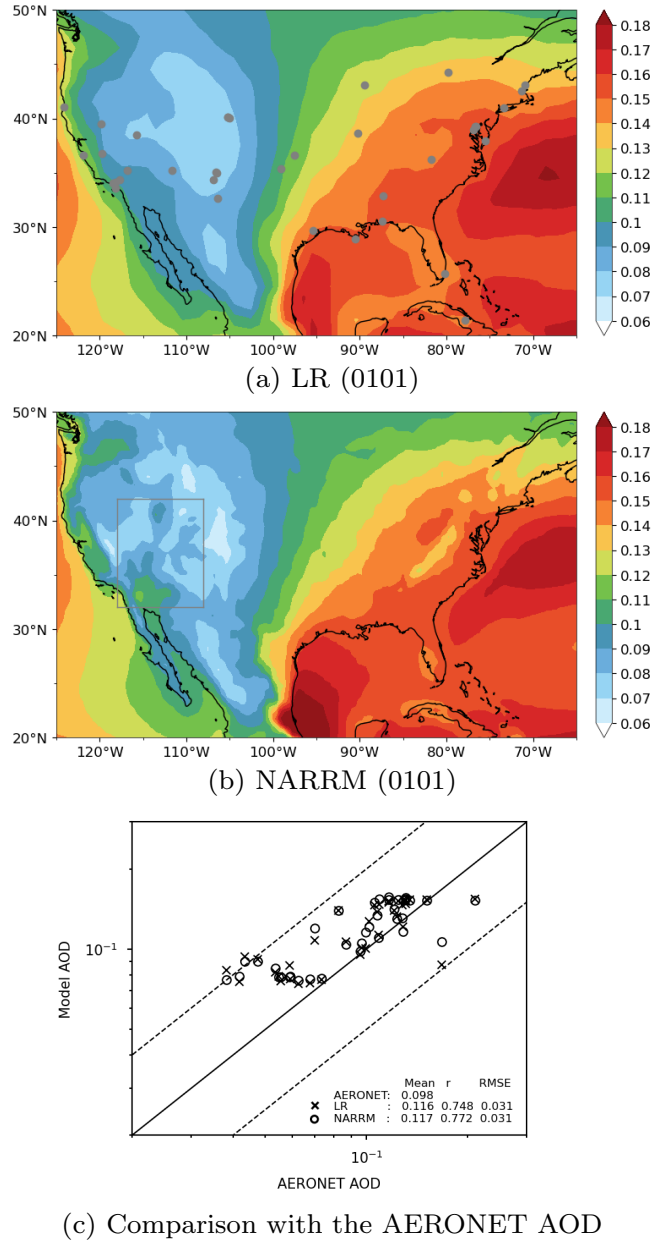 50°N
40°N
30°N
20°N
120°W 110°W 100°W 90°W 80°W 70°W
0.18
0.17
0.16
0.15
0.14
0.13
0.12
0.11
0.1
0.09
0.08
0.07
0.06
(a) LR (0101)
50°N
40°N
30°N
20°N
120°W 110°W 100°W 90°W 80°W 70°W
0.18
0.17
0.16
0.15
0.14
0.13
0.12
0.11
0.1
0.09
0.08
0.07
0.06
(b) NARRM (0101)
Model AOD
10⁻¹
Mean r RMSE
AERONET: 0.098
LR : 0.116 0.748 0.031
NARRM : 0.117 0.772 0.031
10⁻¹
AERONET AOD
(c) Comparison with the AERONET AOD